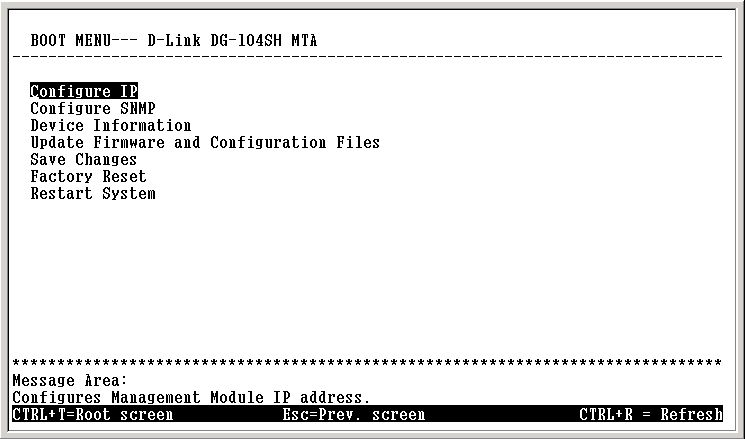 BOOT MENU--- D-Link DG-104SH MTA
-------------------------------------------------------------------------------
Configure IP
Configure SNMP
Device Information
Update Firmware and Configuration Files
Save Changes
Factory Reset
Restart System
*******************************************************************************
Message Area:
Configures Management Module IP address.
CTRL+T=Root screen Esc=Prev. screen CTRL+R = Refresh